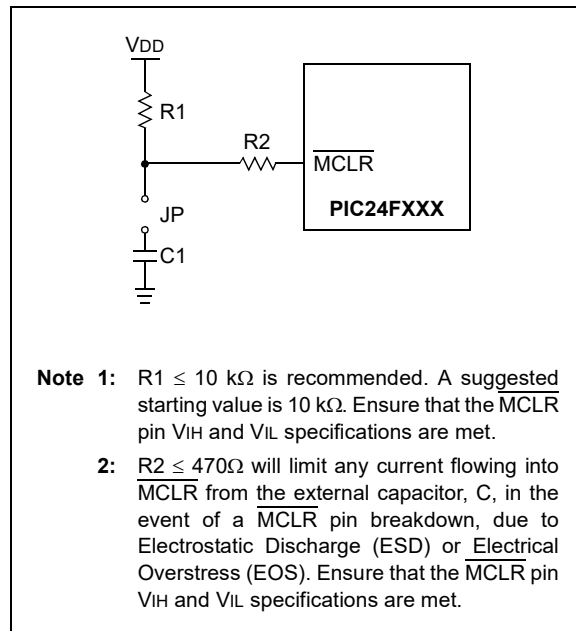 VDD
R1
R2
MCLR
JP
PIC24FXXX
C1
Note 1: R1 ≤ 10 kΩ is recommended. A suggested
starting value is 10 kΩ. Ensure that the MCLR
pin VIH and VIL specifications are met.
2: R2 ≤ 470Ω will limit any current flowing into
MCLR from the external capacitor, C, in the
event of a MCLR pin breakdown, due to
Electrostatic Discharge (ESD) or Electrical
Overstress (EOS). Ensure that the MCLR pin
VIH and VIL specifications are met.